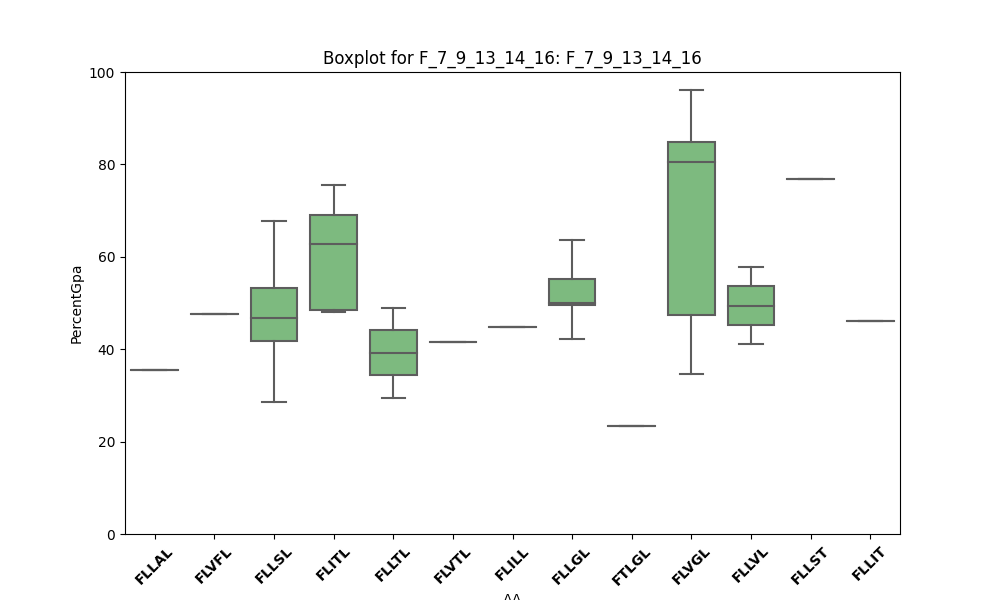 Boxplot for F_7_9_13_14_16: F_7_9_13_14_16
100
80
60
40
20
0
PercentGpa
FLLAL FLVFL FLLSL FLITL FLLTL FLVTL FLILL FLLGL FTLGL FLVGL FLLVL FLLST FLLIT
AA